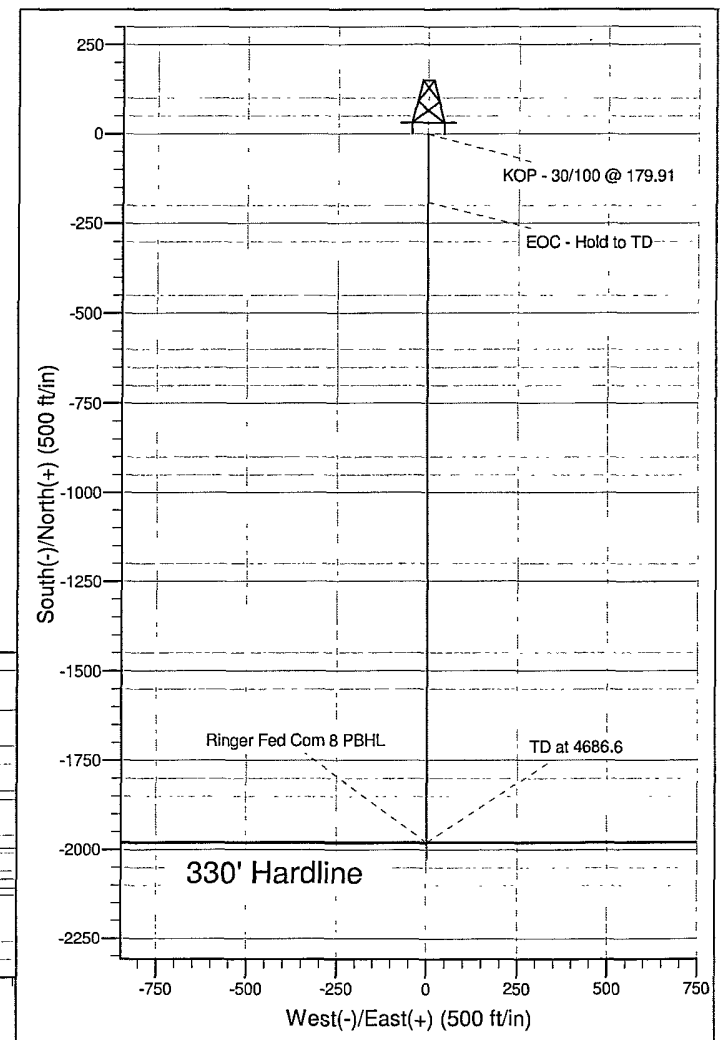 250
0
-250
-500
-750
-1000
-1250
-1500
-1750
-2000
-2250
South(-)/North(+) (500 ft/in)
KOP - 30/100 @ 179.91
EOC - Hold to TD
Ringer Fed Com 8 PBHL
TD at 4686.6
330' Hardline
-750
-500
-250
0
250
500
750
West(-)/East(+) (500 ft/in)